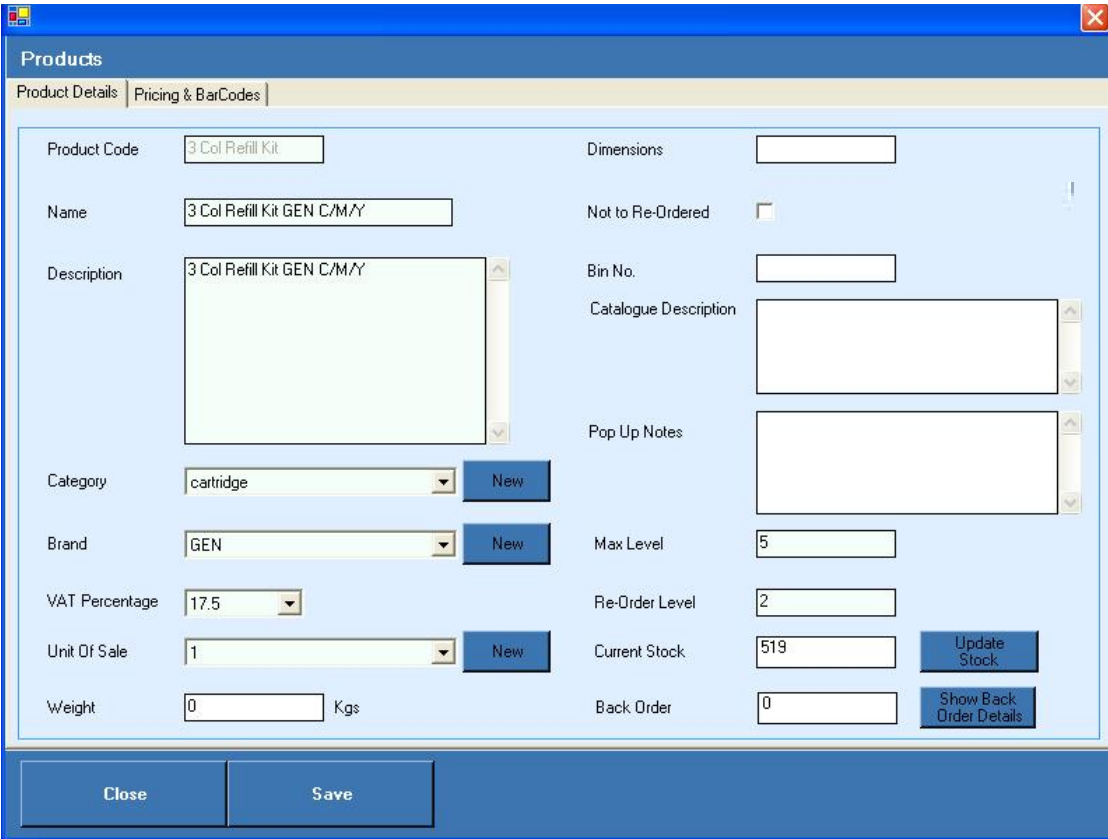 Products
Product Details
Pricing & BarCodes
Product Code
3 Col Refill Kit
Name
3 Col Refill Kit GEN C/M/Y
Description
3 Col Refill Kit GEN C/M/Y
Category
cartridge
New
Brand
GEN
New
VAT Percentage
17.5
Unit Of Sale
1
New
Weight
0
Kgs
Dimensions
Not to Re-Ordered
Bin No.
Catalogue Description
Pop Up Notes
Max Level
5
Re-Order Level
2
Current Stock
519
Update
Stock
Back Order
0
Show Back
Order Details
Close
Save